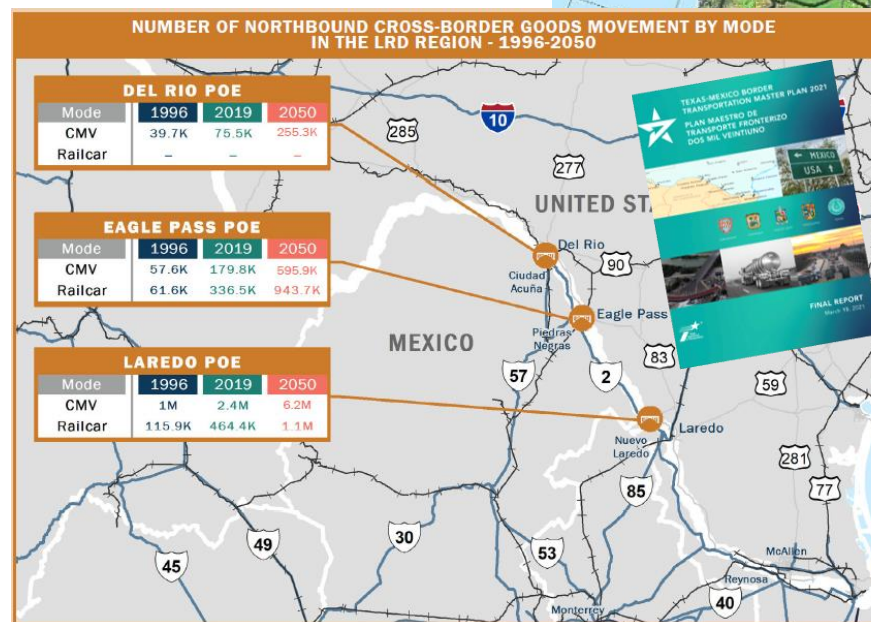 NUMBER OF NORTHBOUND CROSS-BORDER GOODS MOVEMENT BY MODE
IN THE LRD REGION - 1996-2050
DEL RIO POE
Mode 1996 2019 2050
CMV 39.7K 75.5K 255.3K
Railcar – – –
EAGLE PASS POE
Mode 1996 2019 2050
CMV 57.6K 179.8K 595.9K
Railcar 61.6K 336.5K 943.7K
LAREDO POE
Mode 1996 2019 2050
CMV 1M 2.4M 6.2M
Railcar 115.9K 464.4K 1.1M
TEXAS-MEXICO BORDER
TRANSPORTATION MASTER PLAN 2021
PLAN MAESTRO DE
TRANSPORTE FRONTERIZO
DOS MIL VEINTIUNO
← MEXICO
USA ↑
FINAL REPORT
March 19, 2021
10
285
277
UNITED STA
Del Rio
90
Ciudad
Acuña
Eagle Pass
Piedras
Negras
MEXICO
57
2
83
59
Laredo
Nuevo
Laredo
281
85
77
30
49
53
45
McAllen
Reynosa
40
Monterrey